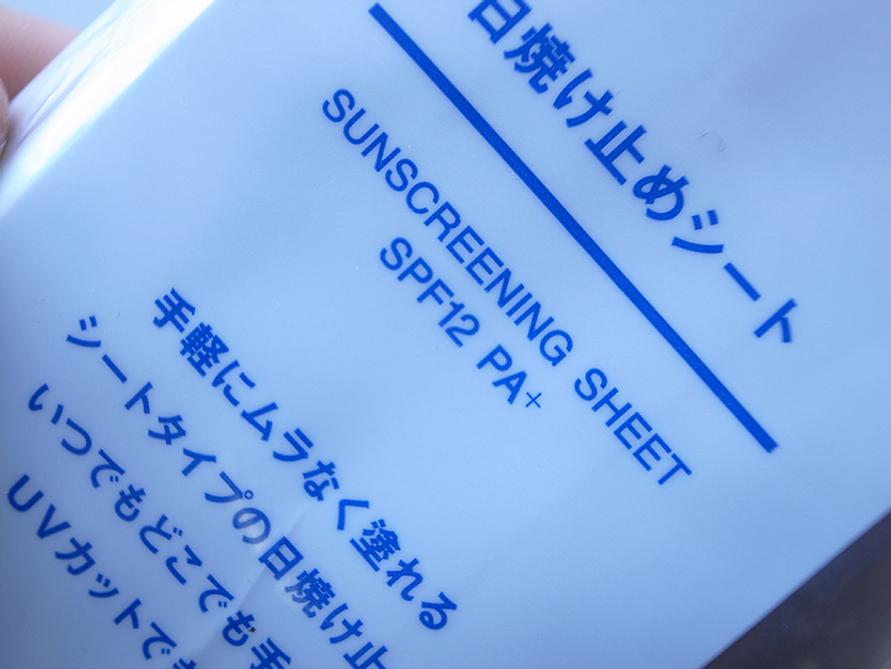 日焼け止めシート
SUNSCREENING SHEET
SPF12 PA+
手軽にムラなく塗れる
シートタイプの日焼け止
いつでもどこでも手
UVカットで